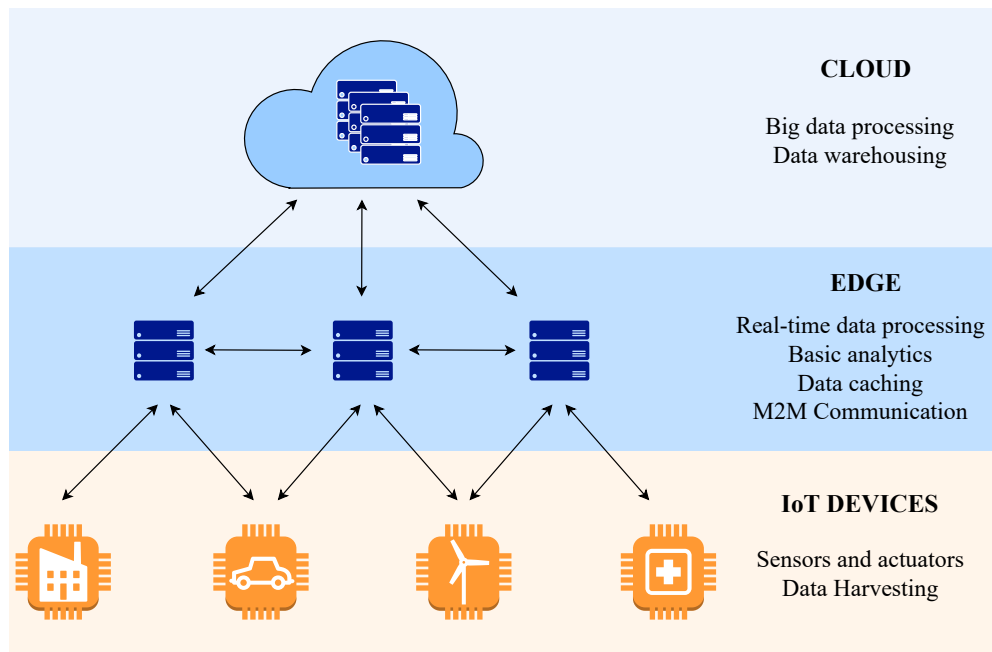 CLOUD
Big data processing
Data warehousing
EDGE
Real-time data processing
Basic analytics
Data caching
M2M Communication
IoT DEVICES
Sensors and actuators
Data Harvesting